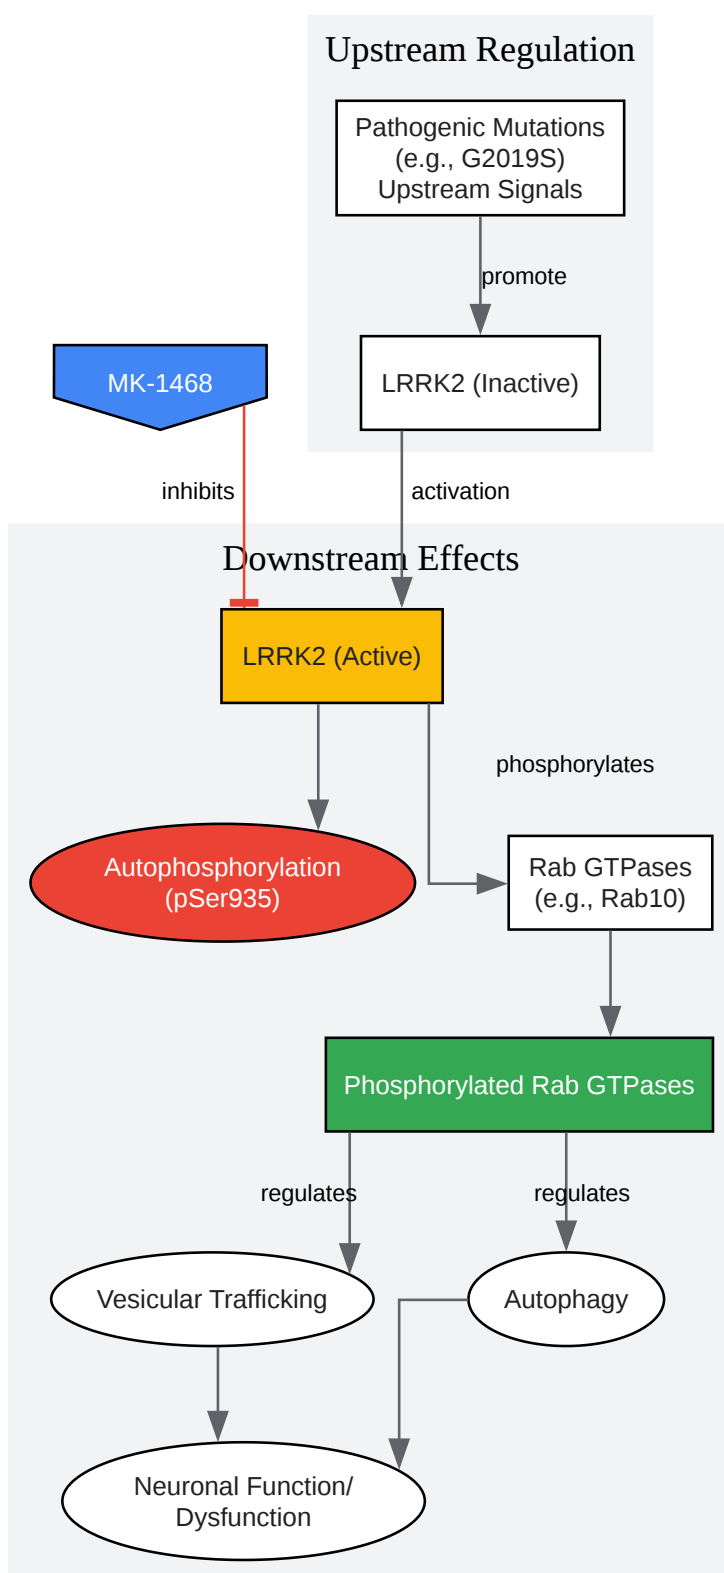 Upstream Regulation
Pathogenic Mutations
(e.g., G2019S)
Upstream Signals
promote
MK-1468
LRRK2 (Inactive)
inhibits
activation
Downstream Effects
LRRK2 (Active)
phosphorylates
Autophosphorylation
(pSer935)
Rab GTPases
(e.g., Rab10)
Phosphorylated Rab GTPases
regulates
regulates
Vesicular Trafficking
Autophagy
Neuronal Function/
Dysfunction